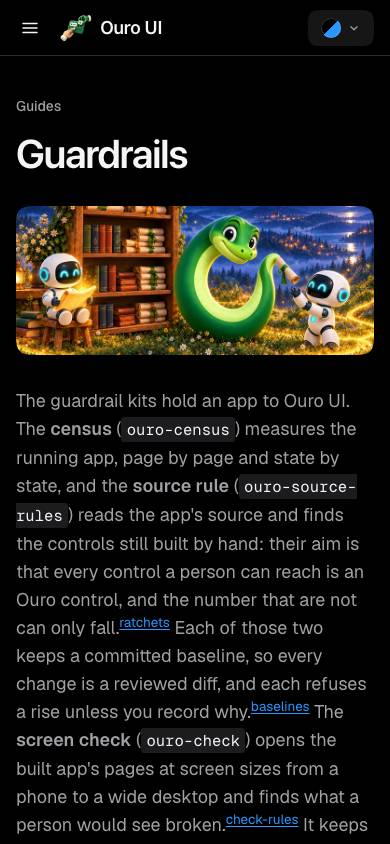 Ouro UI
Guides
Guardrails
The guardrail kits hold an app to Ouro UI.
The census (ouro-census) measures the
running app, page by page and state by
state, and the source rule (ouro-source-
rules) reads the app's source and finds
the controls still built by hand: their aim is
that every control a person can reach is an
Ouro control, and the number that are not
can only fall.ratchets Each of those two
keeps a committed baseline, so every
change is a reviewed diff, and each refuses
a rise unless you record why.baselines The
screen check (ouro-check) opens the
built app's pages at screen sizes from a
phone to a wide desktop and finds what a
person would see broken.check-rules It keeps